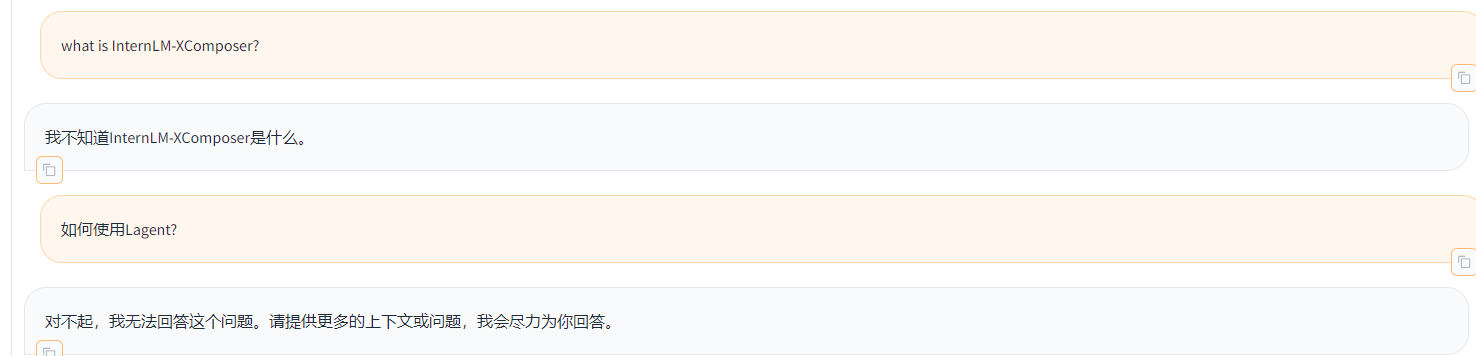 what is InternLM-XComposer?
我不知道InternLM-XComposer是什么。
如何使用Lagent?
对不起，我无法回答这个问题。请提供更多的上下文或问题，我会尽力为你回答。